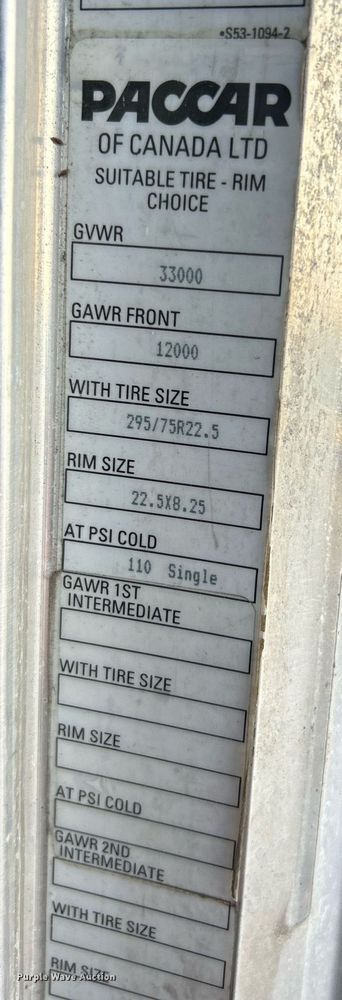 •S53-1094-2
PACCAR
OF CANADA LTD
SUITABLE TIRE - RIM
CHOICE
GVWR
33000
GAWR FRONT
12000
WITH TIRE SIZE
295/75R22.5
RIM SIZE
22.5X8.25
AT PSI COLD
110 Single
GAWR 1ST
INTERMEDIATE
WITH TIRE SIZE
RIM SIZE
AT PSI COLD
GAWR 2ND
INTERMEDIATE
WITH TIRE SIZE
RIM SIZE
Purple Wave Auction